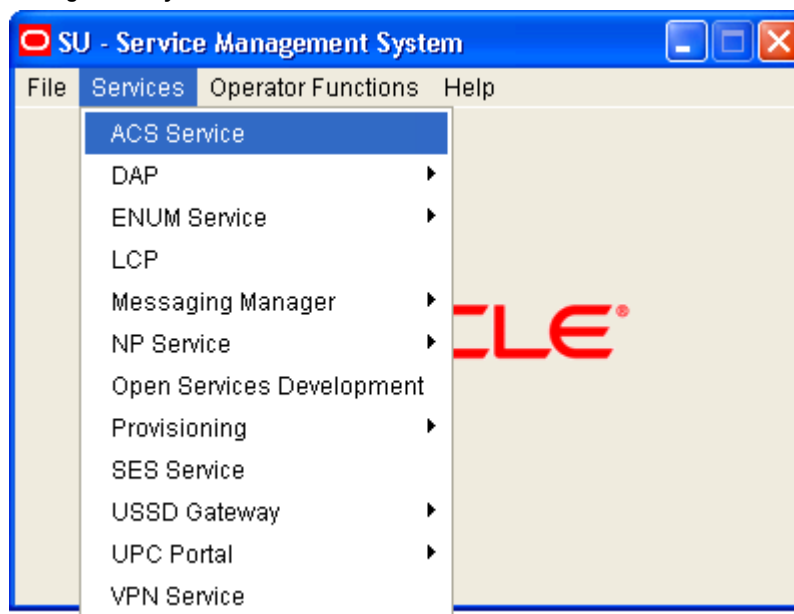 SU - Service Management System
File Services Operator Functions Help
ACS Service
DAP
ENUM Service
LCP
Messaging Manager
NP Service
CLE®
Open Services Development
Provisioning
SES Service
USSD Gateway
UPC Portal
VPN Service